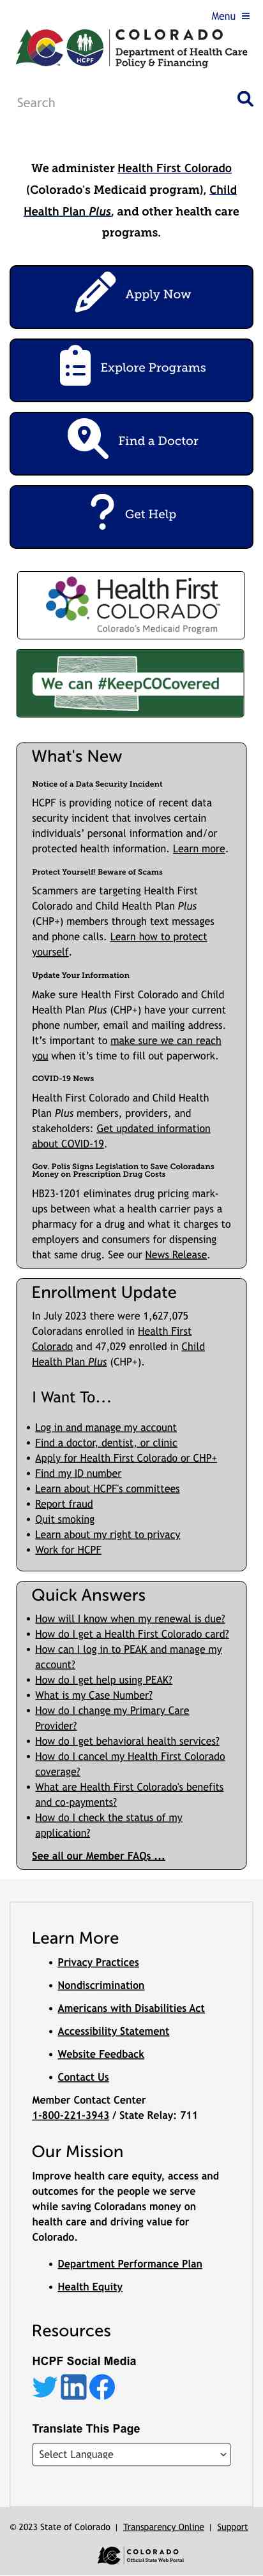 Menu
COLORADO
HCPF
Department of Health Care
Policy & Financing
Search
We administer Health First Colorado
(Colorado's Medicaid program), Child
Health Plan Plus, and other health care
programs.
Apply Now
Explore Programs
Find a Doctor
Get Help
Health First
COLORADO
Colorado's Medicaid Program
We can #KeepCOCovered
What's New
Notice of a Data Security Incident
HCPF is providing notice of recent data
security incident that involves certain
individuals’ personal information and/or
protected health information. Learn more.
Protect Yourself! Beware of Scams
Scammers are targeting Health First
Colorado and Child Health Plan Plus
(CHP+) members through text messages
and phone calls. Learn how to protect
yourself.
Update Your Information
Make sure Health First Colorado and Child
Health Plan Plus (CHP+) have your current
phone number, email and mailing address.
It’s important to make sure we can reach
you when it’s time to fill out paperwork.
COVID-19 News
Health First Colorado and Child Health
Plan Plus members, providers, and
stakeholders: Get updated information
about COVID-19.
Gov. Polis Signs Legislation to Save Coloradans
Money on Prescription Drug Costs
HB23-1201 eliminates drug pricing mark-
ups between what a health carrier pays a
pharmacy for a drug and what it charges to
employers and consumers for dispensing
that same drug. See our News Release.
Enrollment Update
In July 2023 there were 1,627,075
Coloradans enrolled in Health First
Colorado and 47,029 enrolled in Child
Health Plan Plus (CHP+).
I Want To...
• Log in and manage my account
• Find a doctor, dentist, or clinic
• Apply for Health First Colorado or CHP+
• Find my ID number
• Learn about HCPF's committees
• Report fraud
• Quit smoking
• Learn about my right to privacy
• Work for HCPF
Quick Answers
• How will I know when my renewal is due?
• How do I get a Health First Colorado card?
• How can I log in to PEAK and manage my
account?
• How do I get help using PEAK?
• What is my Case Number?
• How do I change my Primary Care
Provider?
• How do I get behavioral health services?
• How do I cancel my Health First Colorado
coverage?
• What are Health First Colorado's benefits
and co-payments?
• How do I check the status of my
application?
See all our Member FAQs ...
Learn More
• Privacy Practices
• Nondiscrimination
• Americans with Disabilities Act
• Accessibility Statement
• Website Feedback
• Contact Us
Member Contact Center
1-800-221-3943 / State Relay: 711
Our Mission
Improve health care equity, access and
outcomes for the people we serve
while saving Coloradans money on
health care and driving value for
Colorado.
• Department Performance Plan
• Health Equity
Resources
HCPF Social Media
Translate This Page
Select Language
© 2023 State of Colorado | Transparency Online | Support
COLORADO
Official State Web Portal